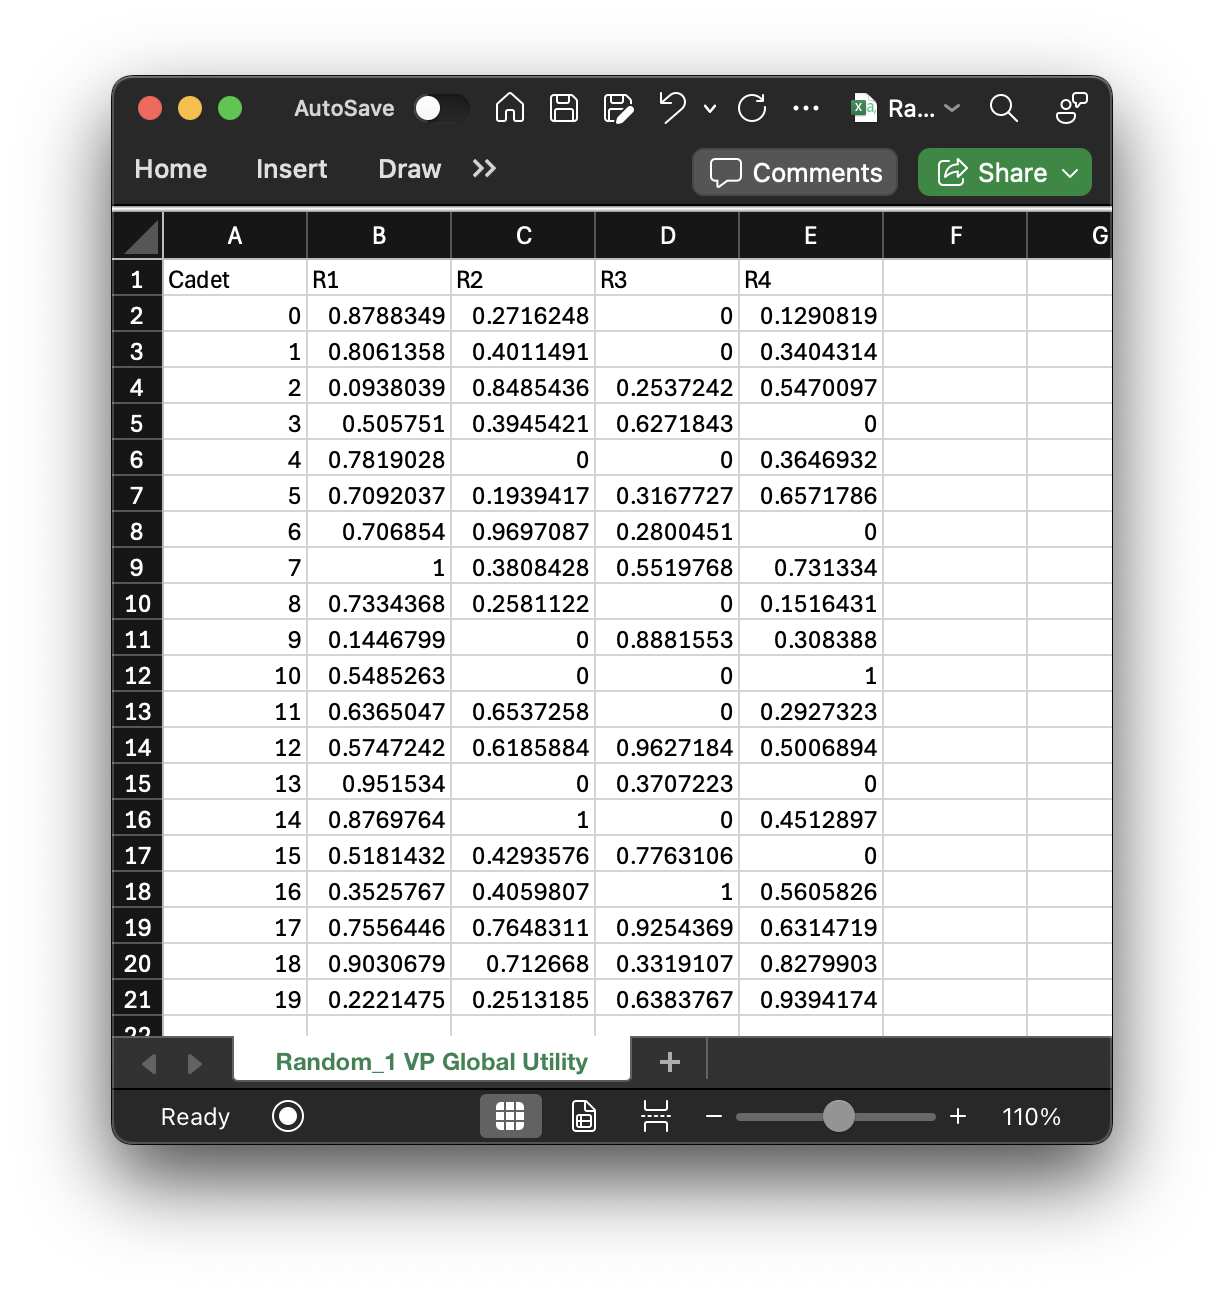 AutoSave Ra...
Home Insert Draw Comments Share
A B C D E F G
1 Cadet R1 R2 R3 R4
2 0 0.8788349 0.2716248 0 0.1290819
3 1 0.8061358 0.4011491 0 0.3404314
4 2 0.0938039 0.8485436 0.2537242 0.5470097
5 3 0.505751 0.3945421 0.6271843 0
6 4 0.7819028 0 0 0.3646932
7 5 0.7092037 0.1939417 0.3167727 0.6571786
8 6 0.706854 0.9697087 0.2800451 0
9 7 1 0.3808428 0.5519768 0.731334
10 8 0.7334368 0.2581122 0 0.1516431
11 9 0.1446799 0 0.8881553 0.308388
12 10 0.5485263 0 0 1
13 11 0.6365047 0.6537258 0 0.2927323
14 12 0.5747242 0.6185884 0.9627184 0.5006894
15 13 0.951534 0 0.3707223 0
16 14 0.8769764 1 0 0.4512897
17 15 0.5181432 0.4293576 0.7763106 0
18 16 0.3525767 0.4059807 1 0.5605826
19 17 0.7556446 0.7648311 0.9254369 0.6314719
20 18 0.9030679 0.712668 0.3319107 0.8279903
21 19 0.2221475 0.2513185 0.6383767 0.9394174
22
Random_1 VP Global Utility
Ready 110%